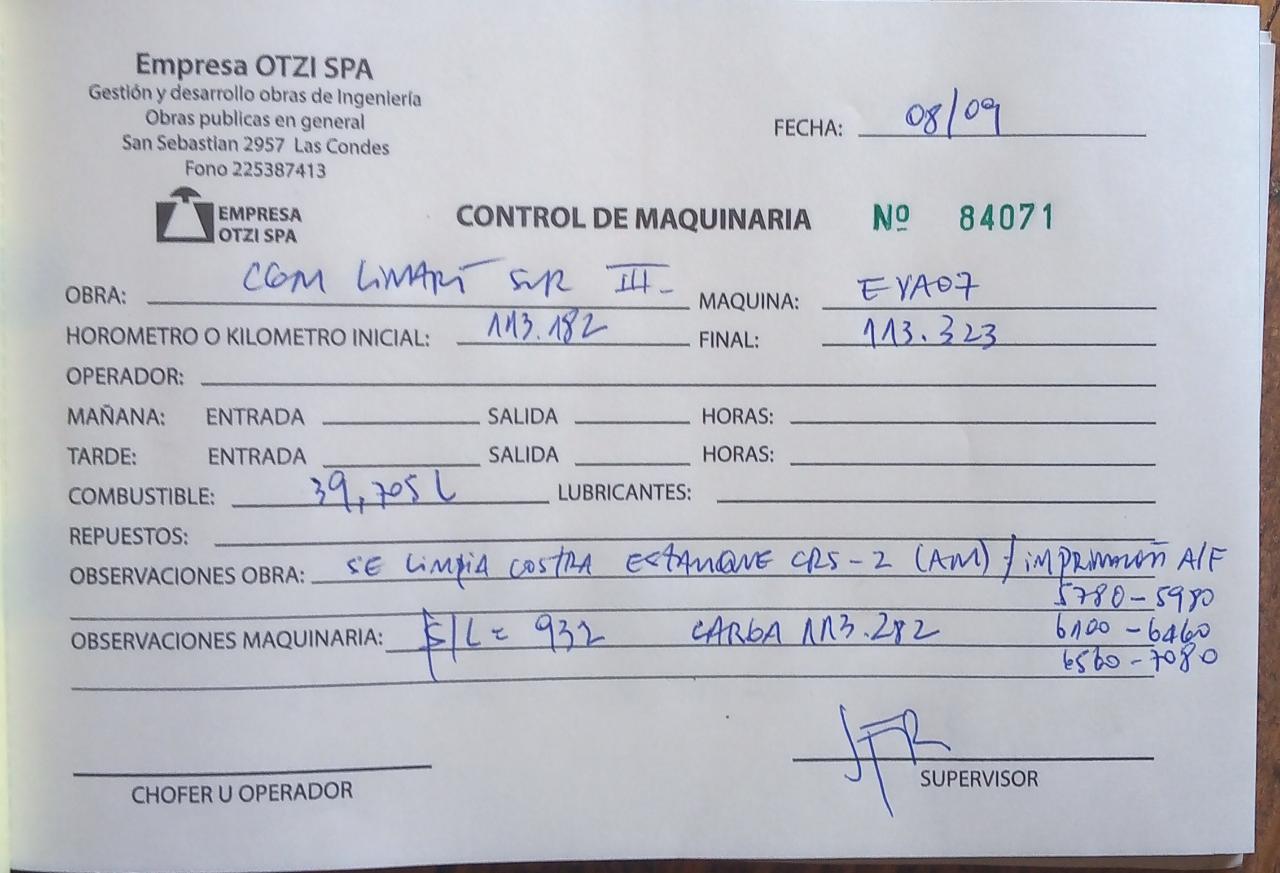 Empresa OTZI SPA
Gestión y desarrollo obras de Ingeniería
Obras publicas en general
San Sebastian 2957 Las Condes
Fono 225387413
FECHA: 08/09
EMPRESA
OTZI SPA
CONTROL DE MAQUINARIA Nº 84071
OBRA: CGM LIMARÍ SUR III- MAQUINA: EYA07
HOROMETRO O KILOMETRO INICIAL: 113.182 FINAL: 113.323
OPERADOR:
MAÑANA: ENTRADA SALIDA HORAS:
TARDE: ENTRADA SALIDA HORAS:
COMBUSTIBLE: 39,705 L LUBRICANTES:
REPUESTOS:
OBSERVACIONES OBRA: SE LIMPIA COSTRA ESTANQUE CRS-2 (AM) / IMPRIMACIÓN A/F
5780-5980
OBSERVACIONES MAQUINARIA: $/L= 932 CARGA 113.282 6100-6460
6560-7080
CHOFER U OPERADOR SUPERVISOR